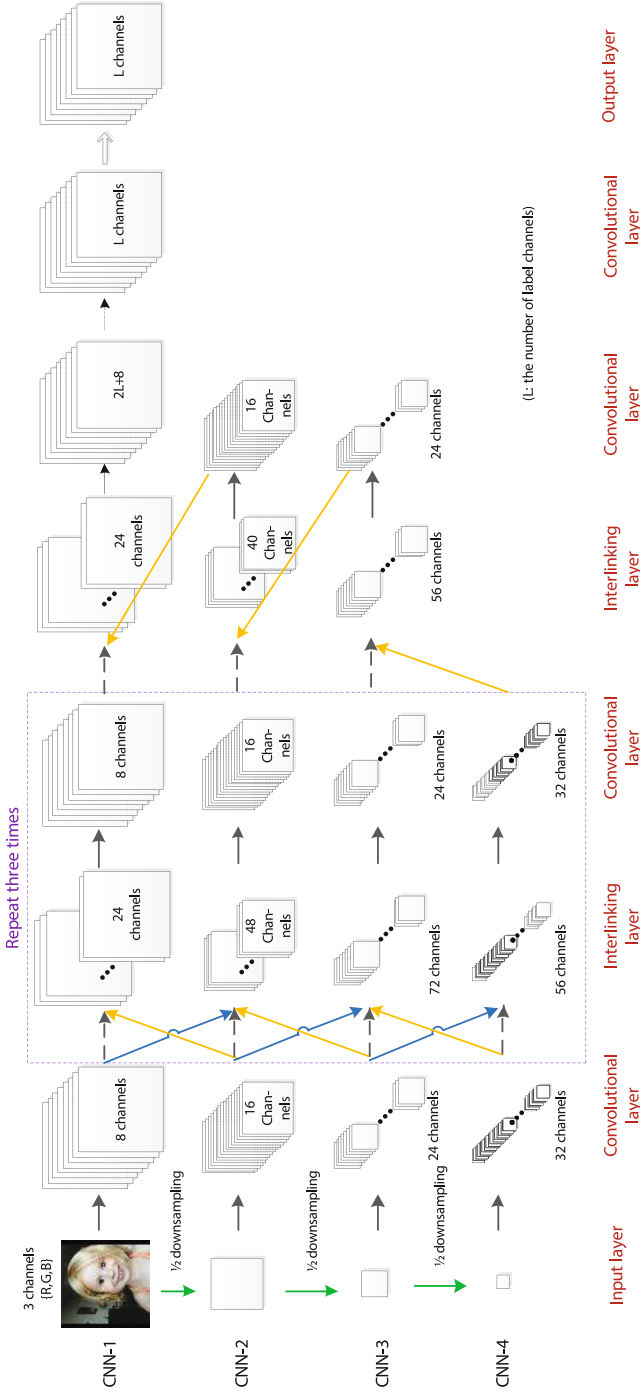 Repeat three times
3 channels
{R,G,B}
CNN-1
8 channels
24
channels
8 channels
24
channels
2L+8
L channels
L channels
½ downsampling
CNN-2
16
Chan-
nels
48
Chan-
nels
16
Chan-
nels
40
Chan-
nels
16
Chan-
nels
½ downsampling
CNN-3
24 channels
72 channels
24 channels
56 channels
24 channels
½ downsampling
CNN-4
32 channels
56 channels
32 channels
(L: the number of label channels)
Input layer
Convolutional
layer
Interlinking
layer
Convolutional
layer
Interlinking
layer
Convolutional
layer
Convolutional
layer
Output layer